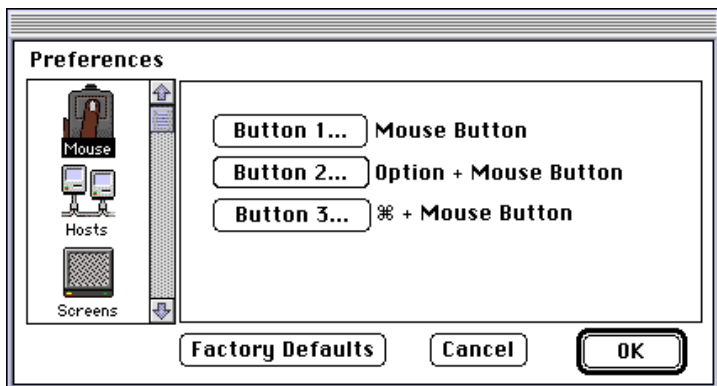 Preferences
Mouse
Hosts
Screens
Button 1... Mouse Button
Button 2... Option + Mouse Button
Button 3... ⌘ + Mouse Button
Factory Defaults Cancel OK